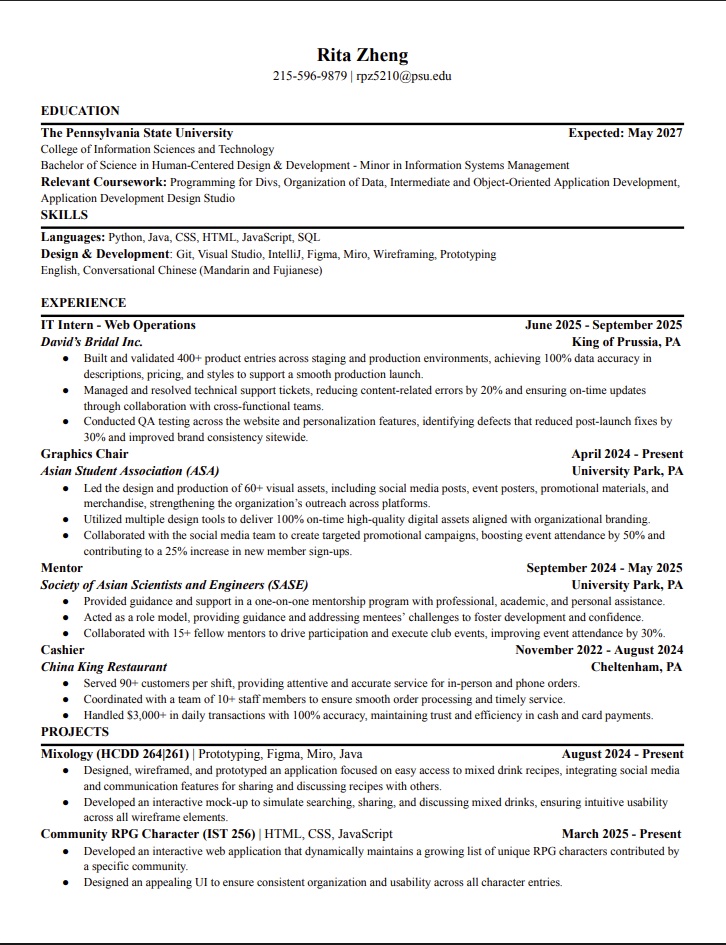 Rita Zheng
215-596-9879 | rpz5210@psu.edu
EDUCATION
The Pennsylvania State University Expected: May 2027
College of Information Sciences and Technology
Bachelor of Science in Human-Centered Design & Development - Minor in Information Systems Management
Relevant Coursework: Programming for Divs, Organization of Data, Intermediate and Object-Oriented Application Development,
Application Development Design Studio
SKILLS
Languages: Python, Java, CSS, HTML, JavaScript, SQL
Design & Development: Git, Visual Studio, IntelliJ, Figma, Miro, Wireframing, Prototyping
English, Conversational Chinese (Mandarin and Fujianese)
EXPERIENCE
IT Intern - Web Operations June 2025 - September 2025
David's Bridal Inc. King of Prussia, PA
● Built and validated 400+ product entries across staging and production environments, achieving 100% data accuracy in
descriptions, pricing, and styles to support a smooth production launch.
● Managed and resolved technical support tickets, reducing content-related errors by 20% and ensuring on-time updates
through collaboration with cross-functional teams.
● Conducted QA testing across the website and personalization features, identifying defects that reduced post-launch fixes by
30% and improved brand consistency sitewide.
Graphics Chair April 2024 - Present
Asian Student Association (ASA) University Park, PA
● Led the design and production of 60+ visual assets, including social media posts, event posters, promotional materials, and
merchandise, strengthening the organization's outreach across platforms.
● Utilized multiple design tools to deliver 100% on-time high-quality digital assets aligned with organizational branding.
● Collaborated with the social media team to create targeted promotional campaigns, boosting event attendance by 50% and
contributing to a 25% increase in new member sign-ups.
Mentor September 2024 - May 2025
Society of Asian Scientists and Engineers (SASE) University Park, PA
● Provided guidance and support in a one-on-one mentorship program with professional, academic, and personal assistance.
● Acted as a role model, providing guidance and addressing mentees' challenges to foster development and confidence.
● Collaborated with 15+ fellow mentors to drive participation and execute club events, improving event attendance by 30%.
Cashier November 2022 - August 2024
China King Restaurant Cheltenham, PA
● Served 90+ customers per shift, providing attentive and accurate service for in-person and phone orders.
● Coordinated with a team of 10+ staff members to ensure smooth order processing and timely service.
● Handled $3,000+ in daily transactions with 100% accuracy, maintaining trust and efficiency in cash and card payments.
PROJECTS
Mixology (HCDD 264|261) | Prototyping, Figma, Miro, Java August 2024 - Present
● Designed, wireframed, and prototyped an application focused on easy access to mixed drink recipes, integrating social media
and communication features for sharing and discussing recipes with others.
● Developed an interactive mock-up to simulate searching, sharing, and discussing mixed drinks, ensuring intuitive usability
across all wireframe elements.
Community RPG Character (IST 256) | HTML, CSS, JavaScript March 2025 - Present
● Developed an interactive web application that dynamically maintains a growing list of unique RPG characters contributed by
a specific community.
● Designed an appealing UI to ensure consistent organization and usability across all character entries.